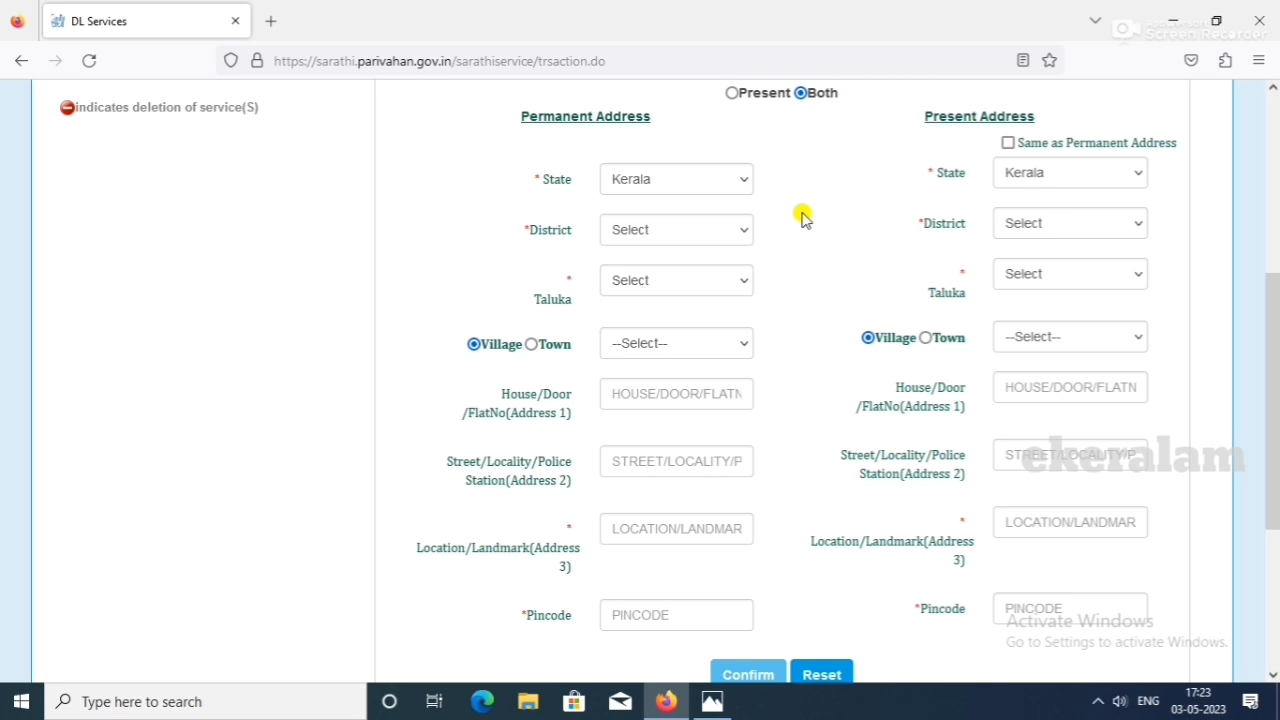 DL Services
https://sarathi.parivahan.gov.in/sarathiservice/trsaction.do
Screen Recorder
indicates deletion of service(S)
Present Both
Permanent Address
Present Address
Same as Permanent Address
* State
Kerala
* State
Kerala
*District
Select
*District
Select
*
Taluka
Select
*
Taluka
Select
Village Town
--Select--
Village Town
--Select--
House/Door
/FlatNo(Address 1)
HOUSE/DOOR/FLATN
House/Door
/FlatNo(Address 1)
HOUSE/DOOR/FLATN
Street/Locality/Police
Station(Address 2)
STREET/LOCALITY/P
Street/Locality/Police
Station(Address 2)
STREET/LOCALITY/P
ekeralam
*
Location/Landmark(Address
3)
LOCATION/LANDMAR
*
Location/Landmark(Address
3)
LOCATION/LANDMAR
*Pincode
PINCODE
*Pincode
PINCODE
Activate Windows
Go to Settings to activate Windows.
Confirm
Reset
Type here to search
ENG
17:23
03-05-2023